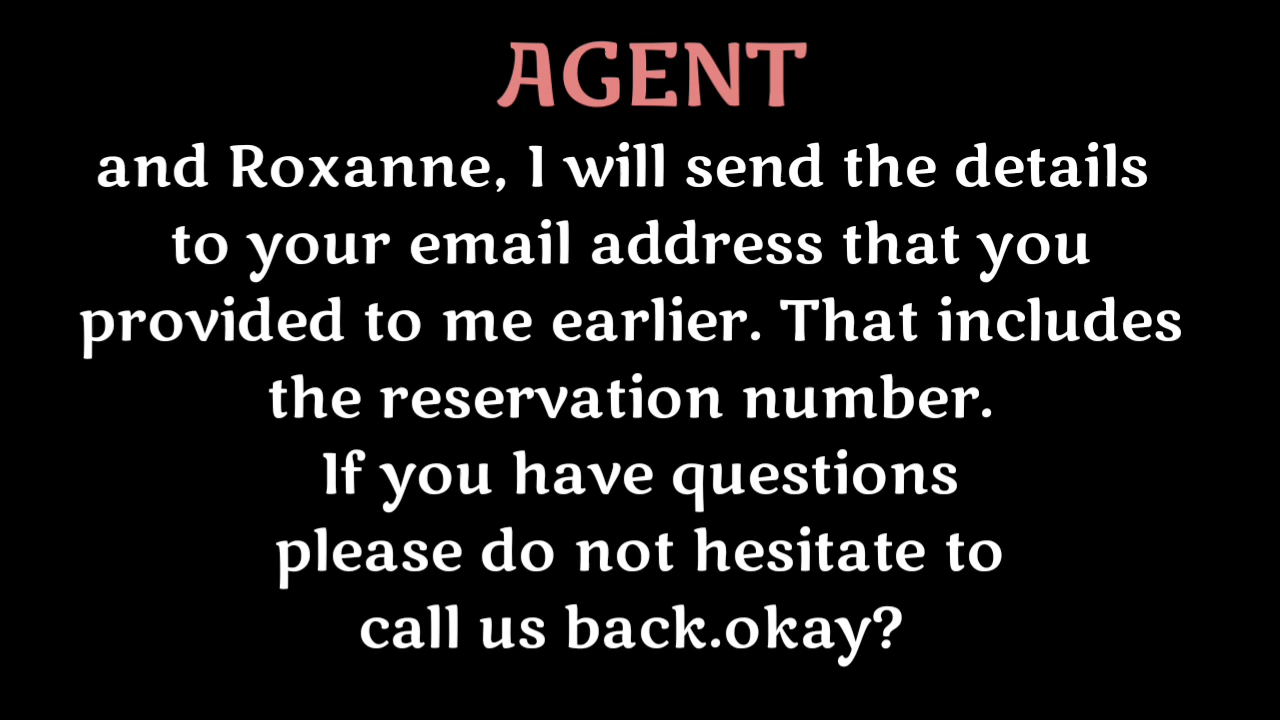 AGENT
and Roxanne, I will send the details
to your email address that you
provided to me earlier. That includes
the reservation number.
If you have questions
please do not hesitate to
call us back.okay?